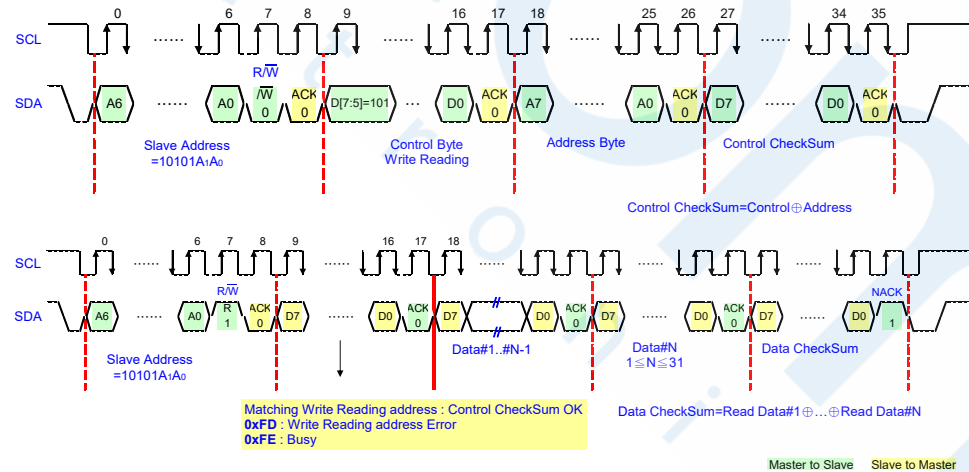 0 6 7 8 9 16 17 18 25 26 27 34 35
SCL
R/W̅
SDA A6 A0 /W̅ 0 ACK 0 D[7:5]=101 D0 ACK 0 A7 A0 ACK 0 D7 D0 ACK 0
Slave Address
=10101A₁A₀
Control Byte
Write Reading
Address Byte
Control CheckSum
Control CheckSum=Control⊕Address
0 6 7 8 9 16 17 18
SCL
R/W̅
NACK
SDA A6 A0 R 1 ACK 0 D7 D0 ACK 0 D7 D0 ACK 0 D7 D0 ACK 0 D7 D0 1
Slave Address
=10101A₁A₀
Data#1..#N-1
Data#N
1≦N≦31
Data CheckSum
Matching Write Reading address : Control CheckSum OK
0xFD : Write Reading address Error
0xFE : Busy
Data CheckSum=Read Data#1⊕...⊕Read Data#N
Master to Slave Slave to Master